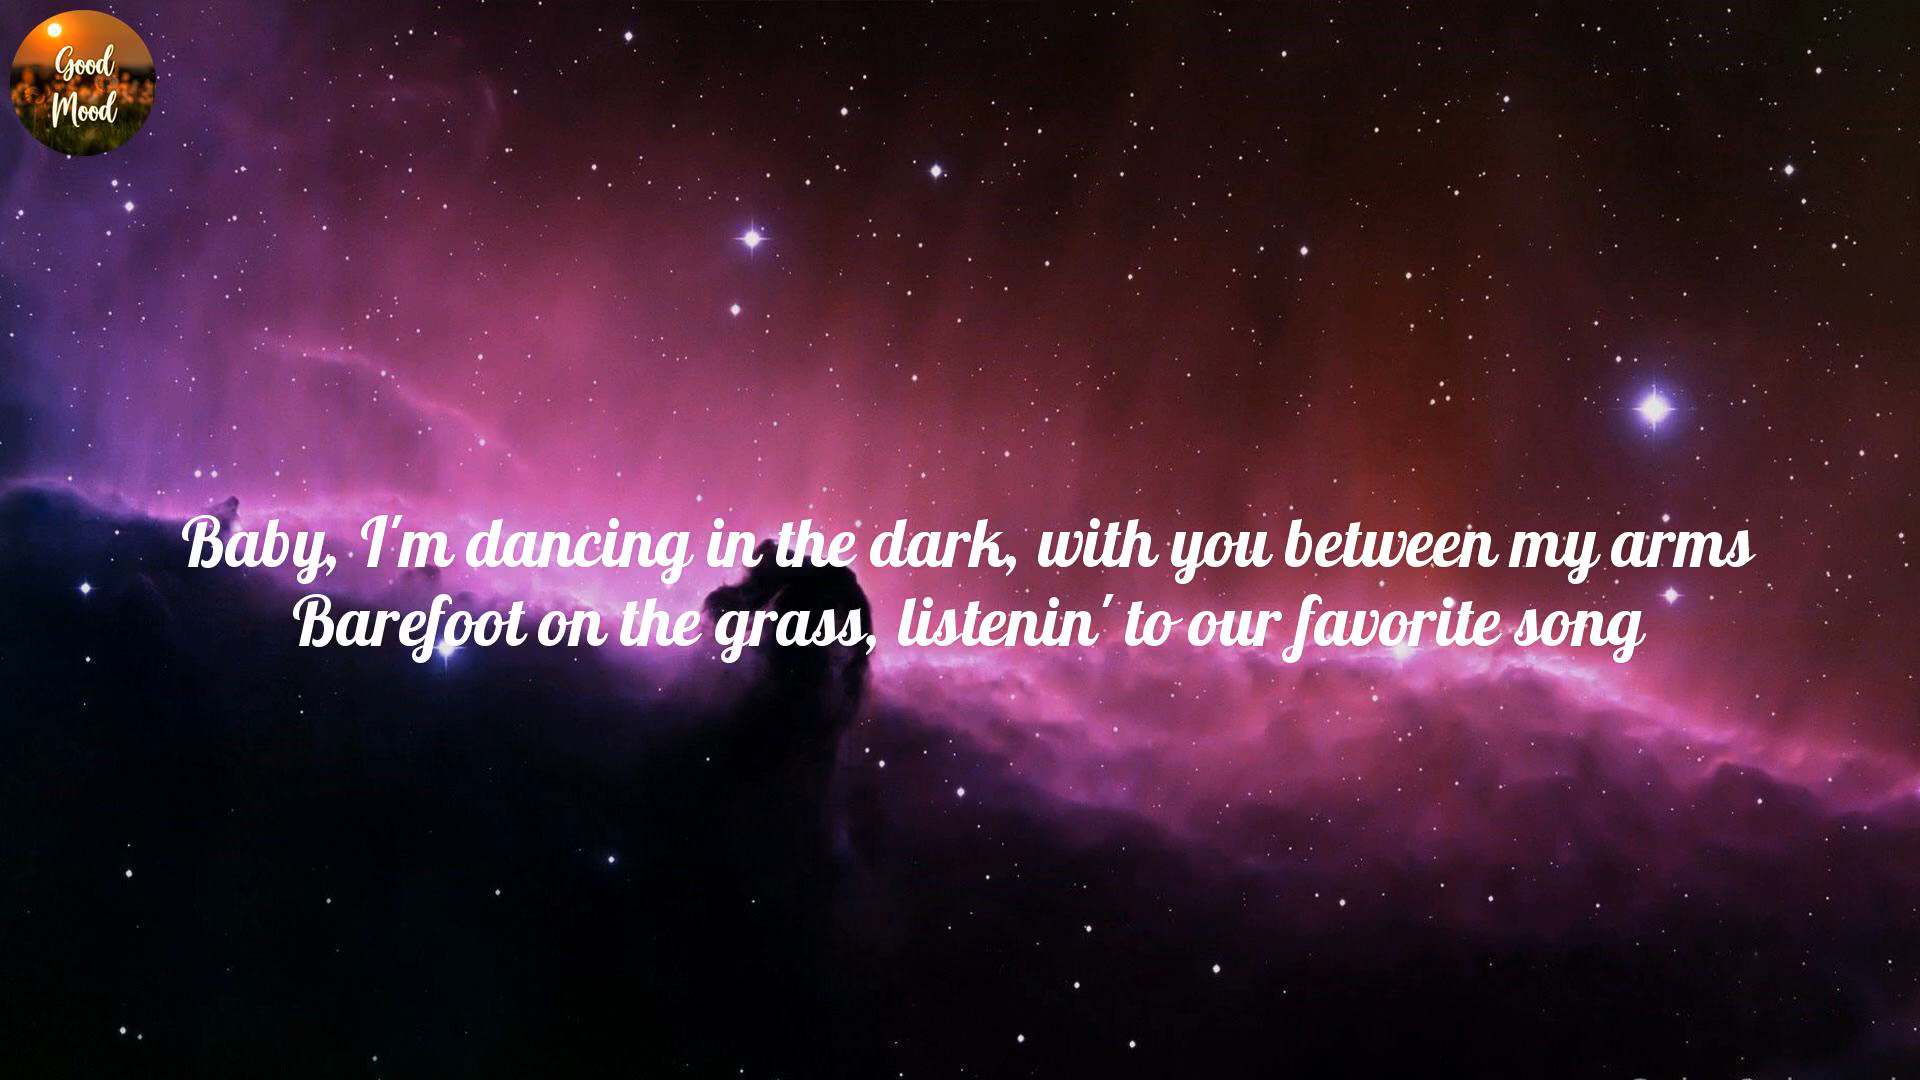 Good
Mood
Baby, I'm dancing in the dark, with you between my arms
Barefoot on the grass, listenin' to our favorite song